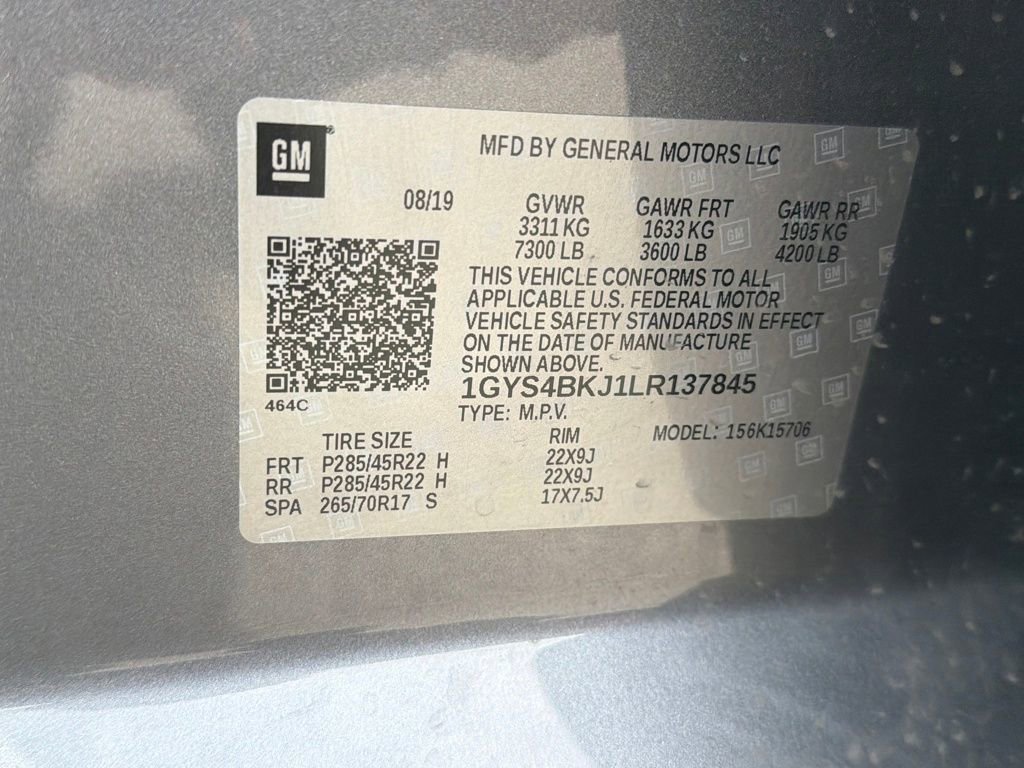 GM
MFD BY GENERAL MOTORS LLC
08/19
GVWR GAWR FRT GAWR RR
3311 KG 1633 KG 1905 KG
7300 LB 3600 LB 4200 LB
THIS VEHICLE CONFORMS TO ALL
APPLICABLE U.S. FEDERAL MOTOR
VEHICLE SAFETY STANDARDS IN EFFECT
ON THE DATE OF MANUFACTURE
SHOWN ABOVE.
1GYS4BKJ1LR137845
464C
TYPE: M.P.V. MODEL: 156K15706
TIRE SIZE RIM
FRT P285/45R22 H 22X9J
RR P285/45R22 H 22X9J
SPA 265/70R17 S 17X7.5J